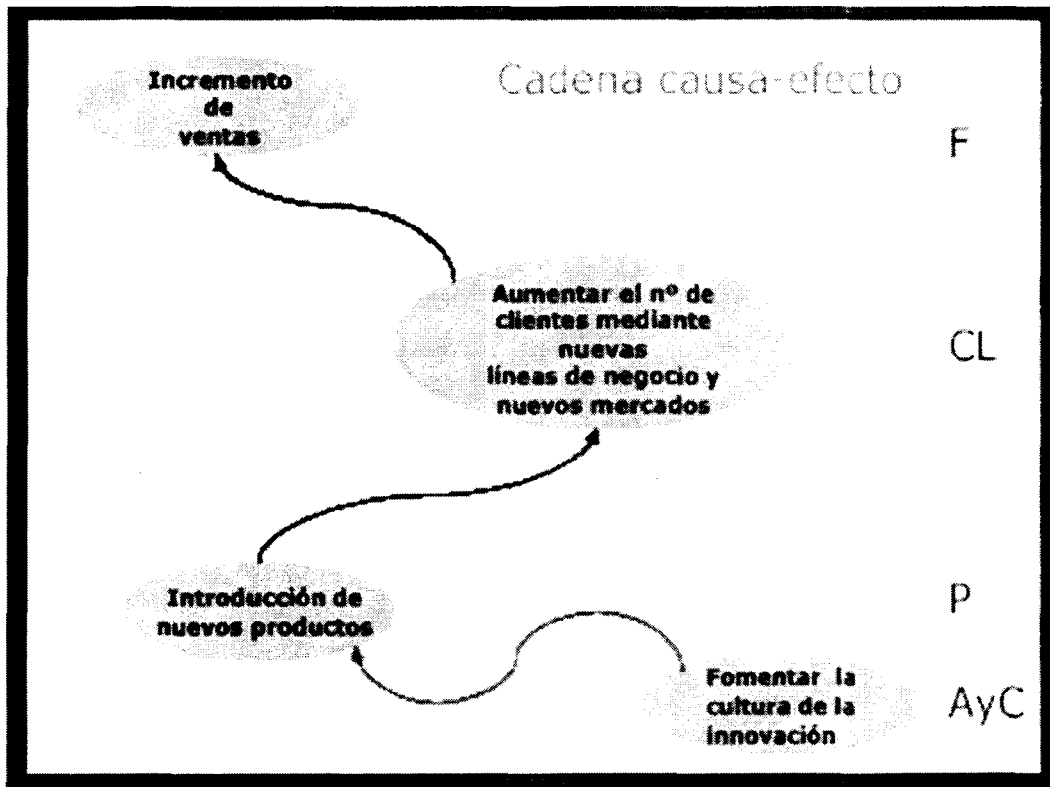 Cadena causa-efecto
Incremento
de
ventas
F
Aumentar el nº de
clientes mediante
nuevas
líneas de negocio y
nuevos mercados
CL
Introducción de
nuevos productos
P
Fomentar la
cultura de la
innovación
AyC